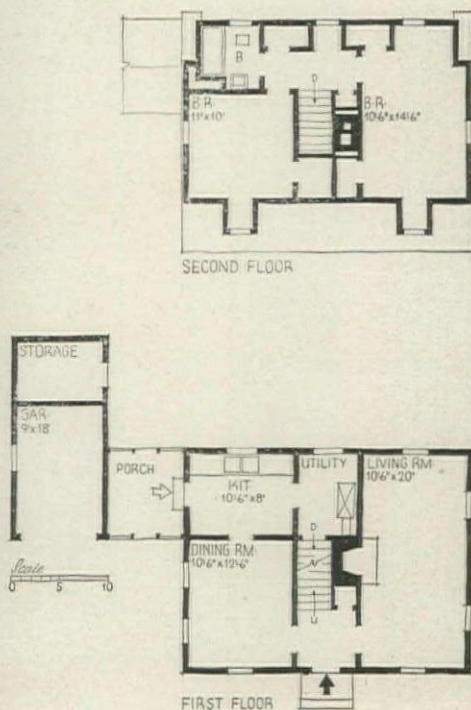 B
D
B.R.
11'x10'
B.R.
10'6"x14'6"
SECOND FLOOR
STORAGE
GAR.
9'x18'
PORCH
KIT.
10'6"x8'
UTILITY
LIVING RM.
10'6"x20'
D
DINING RM.
10'6"x12'6"
U
Scale
0 5 10
FIRST FLOOR